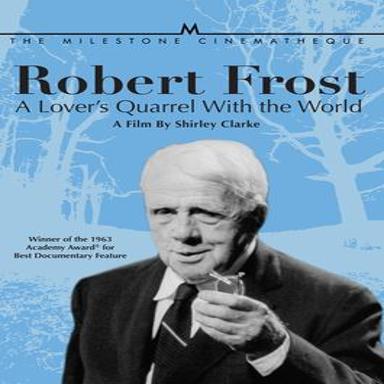 M
THE MILESTONE CINEMATHEQUE
Robert Frost
A Lover's Quarrel With the World
A Film By Shirley Clarke
Winner of the 1963
Academy Award® for
Best Documentary Feature